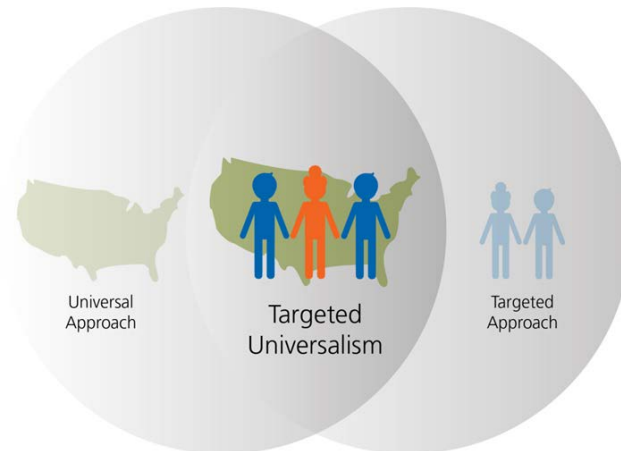 Universal
Approach
Targeted
Universalism
Targeted
Approach